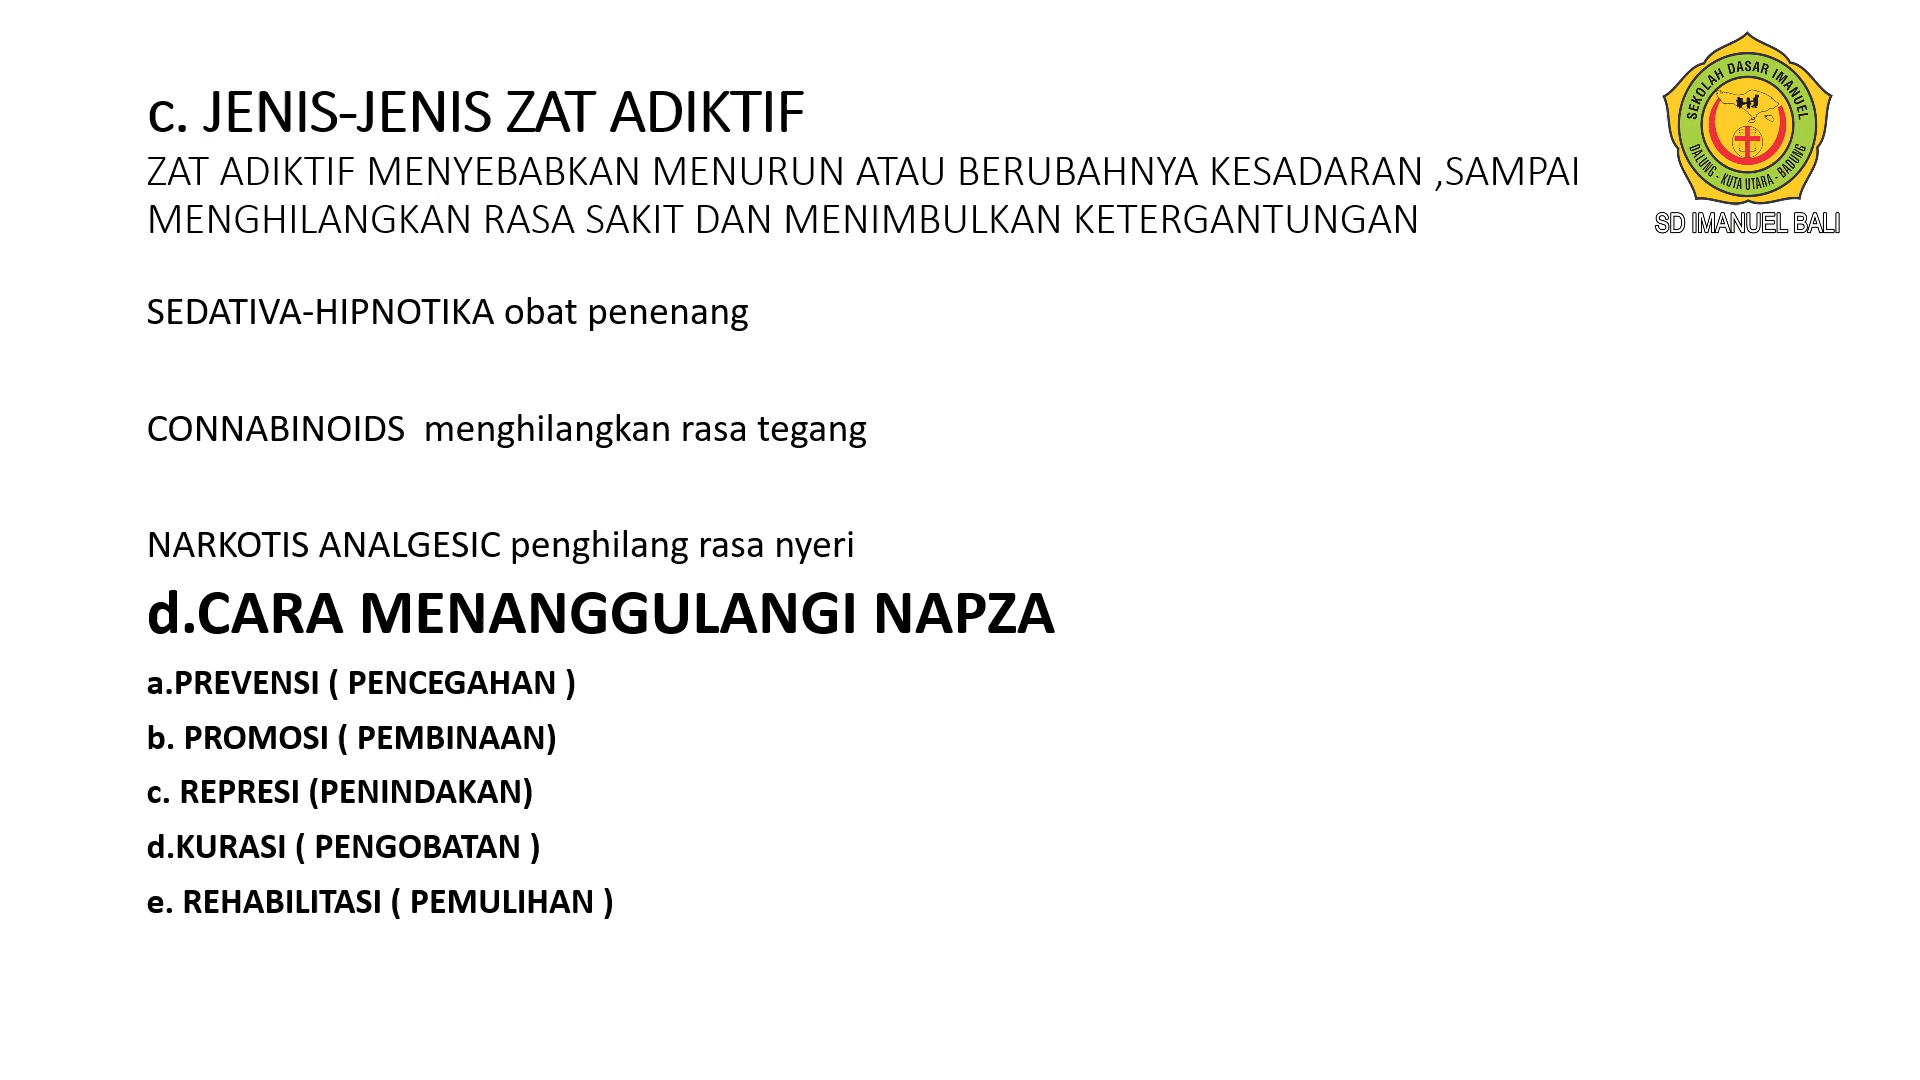 c. JENIS-JENIS ZAT ADIKTIF
ZAT ADIKTIF MENYEBABKAN MENURUN ATAU BERUBAHNYA KESADARAN ,SAMPAI
MENGHILANGKAN RASA SAKIT DAN MENIMBULKAN KETERGANTUNGAN
SEKOLAH DASAR IMANUEL
DALUNG - KUTA UTARA - BADUNG
SD IMANUEL BALI
SEDATIVA-HIPNOTIKA obat penenang
CONNABINOIDS  menghilangkan rasa tegang
NARKOTIS ANALGESIC penghilang rasa nyeri
d.CARA MENANGGULANGI NAPZA
a.PREVENSI ( PENCEGAHAN )
b. PROMOSI ( PEMBINAAN)
c. REPRESI (PENINDAKAN)
d.KURASI ( PENGOBATAN )
e. REHABILITASI ( PEMULIHAN )